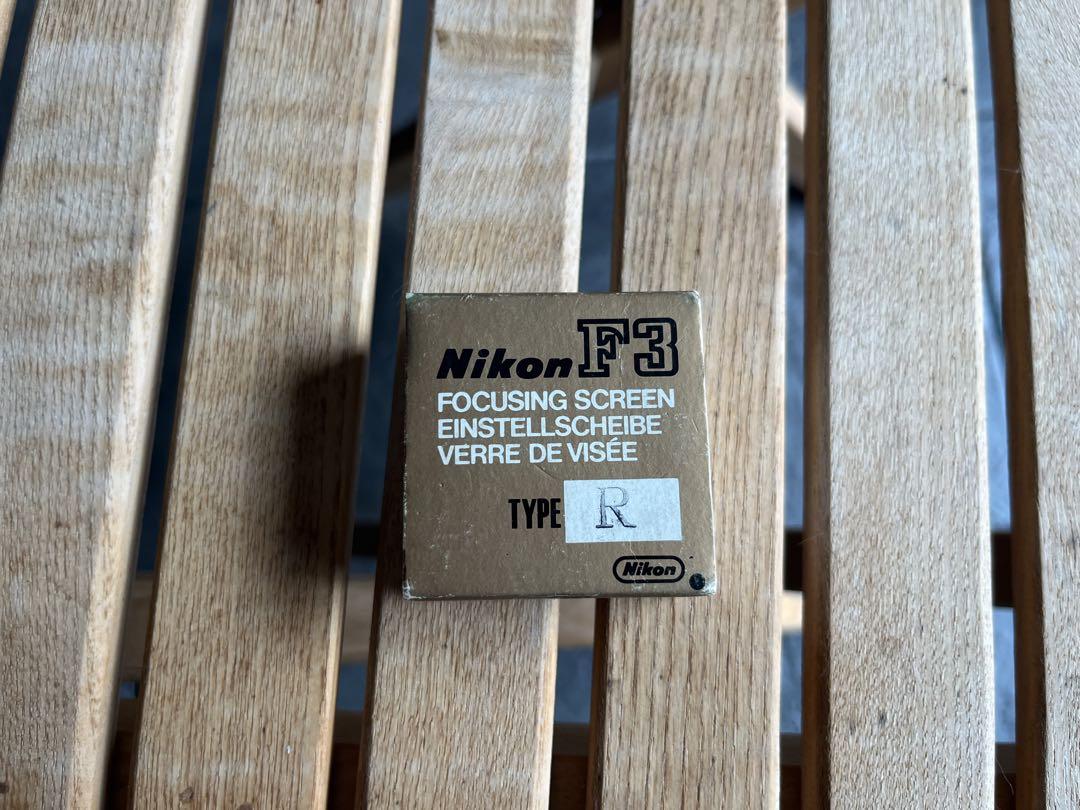 Nikon F3
FOCUSING SCREEN
EINSTELLSCHEIBE
VERRE DE VISÉE
TYPE R
Nikon